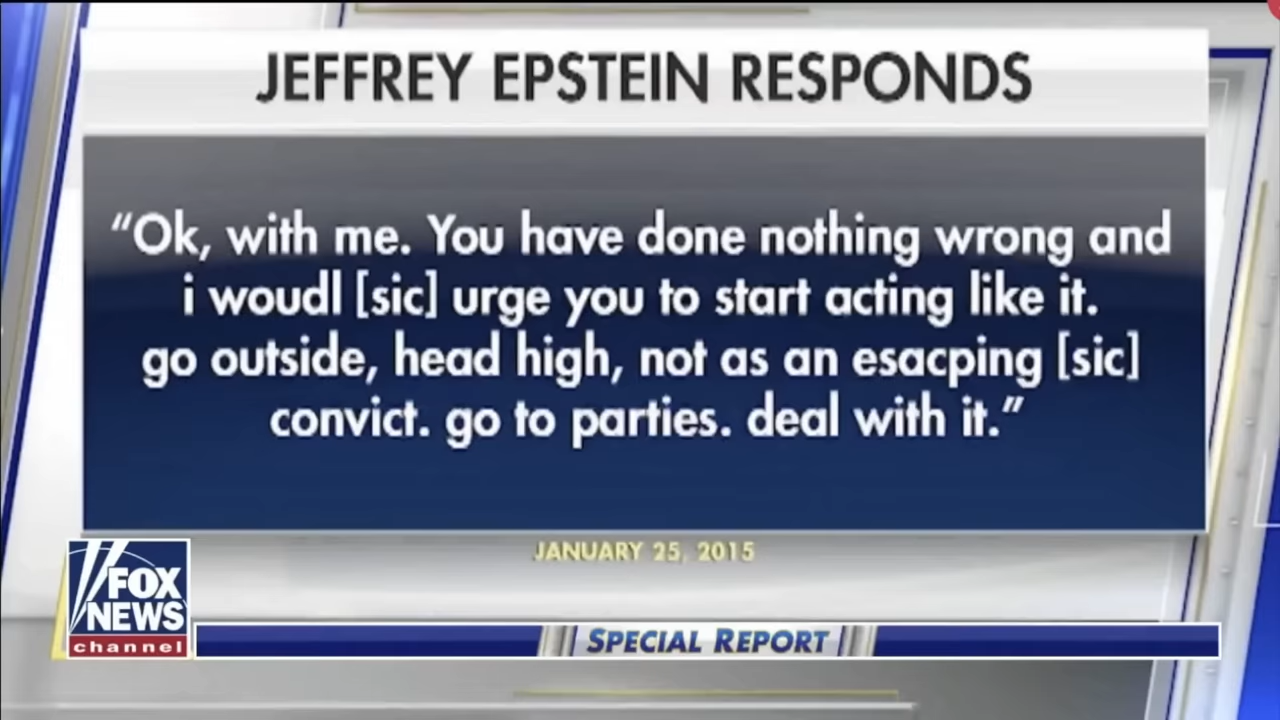 JEFFREY EPSTEIN RESPONDS
“Ok, with me. You have done nothing wrong and
i woudl [sic] urge you to start acting like it.
go outside, head high, not as an esacping [sic]
convict. go to parties. deal with it.”
JANUARY 25, 2015
FOX
NEWS
channel
SPECIAL REPORT